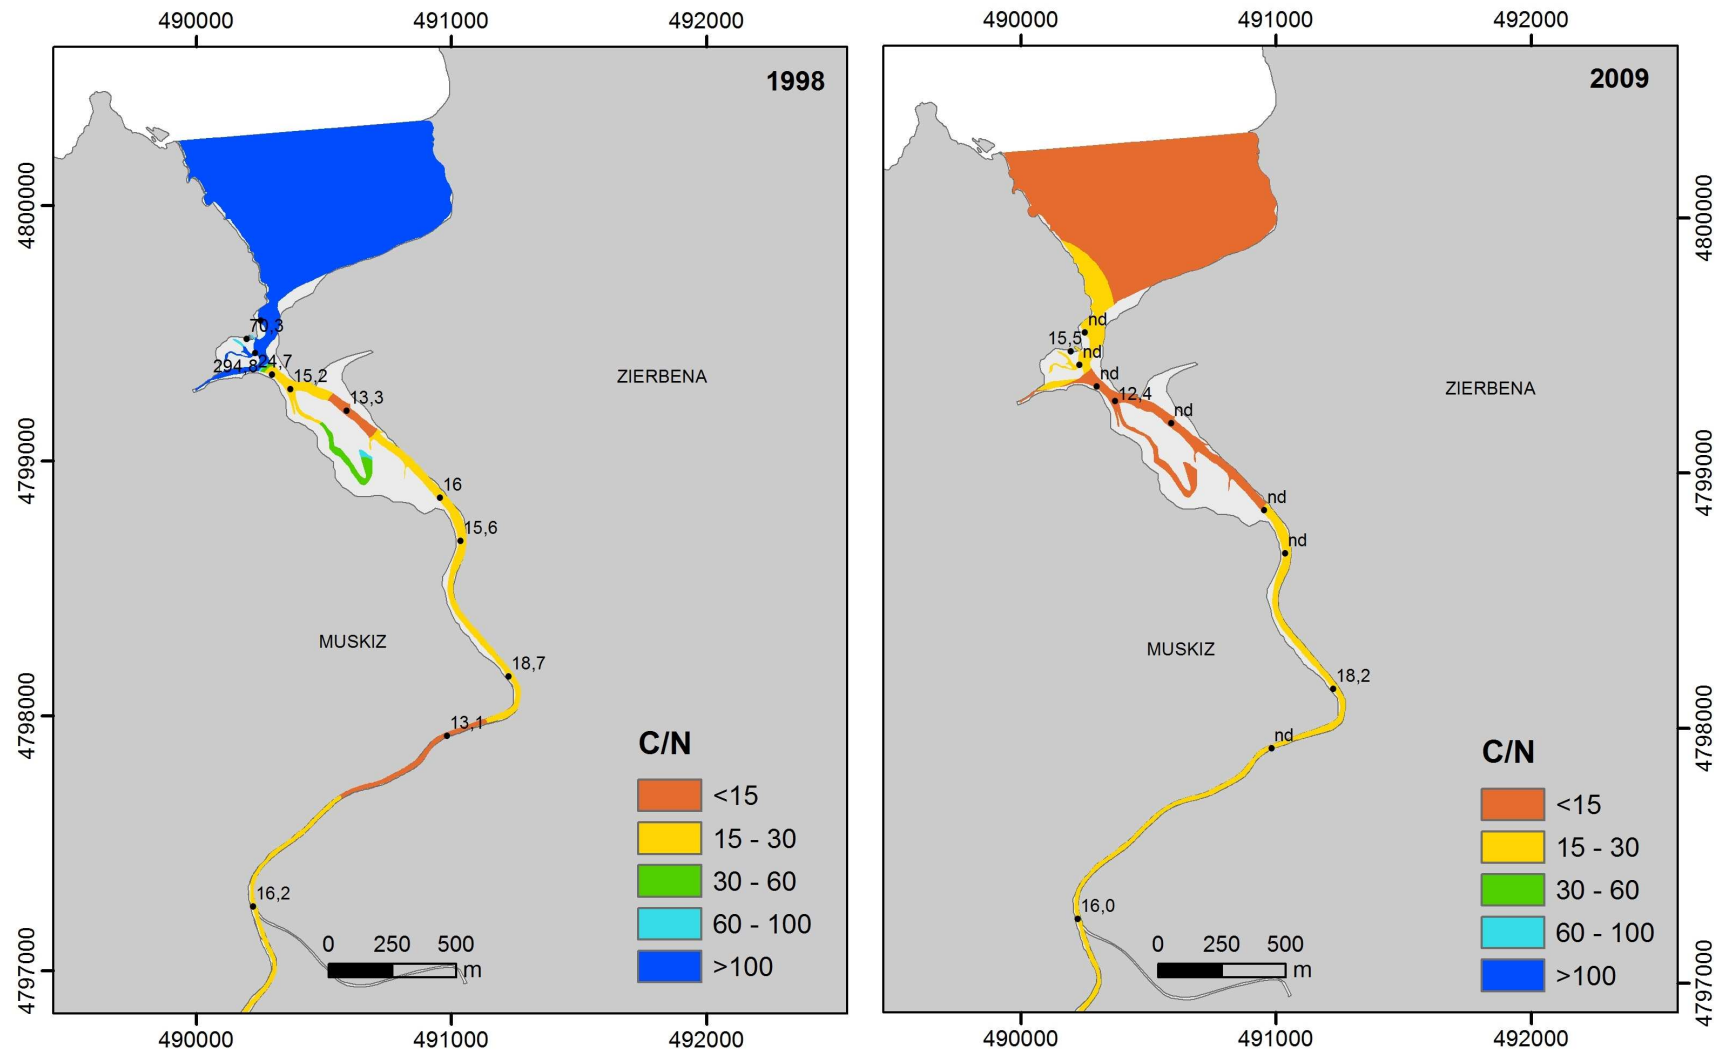 490000 491000 492000
1998
4800000
4799000
4798000
4797000
70,3
294,8
24,7
15,2
13,3
16
15,6
18,7
13,1
16,2
ZIERBENA
MUSKIZ
C/N
<15
15 - 30
30 - 60
60 - 100
>100
0 250 500
m
490000 491000 492000
490000 491000 492000
2009
4800000
4799000
4798000
4797000
nd
15,5
nd
nd
12,4
nd
nd
nd
18,2
nd
16,0
ZIERBENA
MUSKIZ
C/N
<15
15 - 30
30 - 60
60 - 100
>100
0 250 500
m
490000 491000 492000